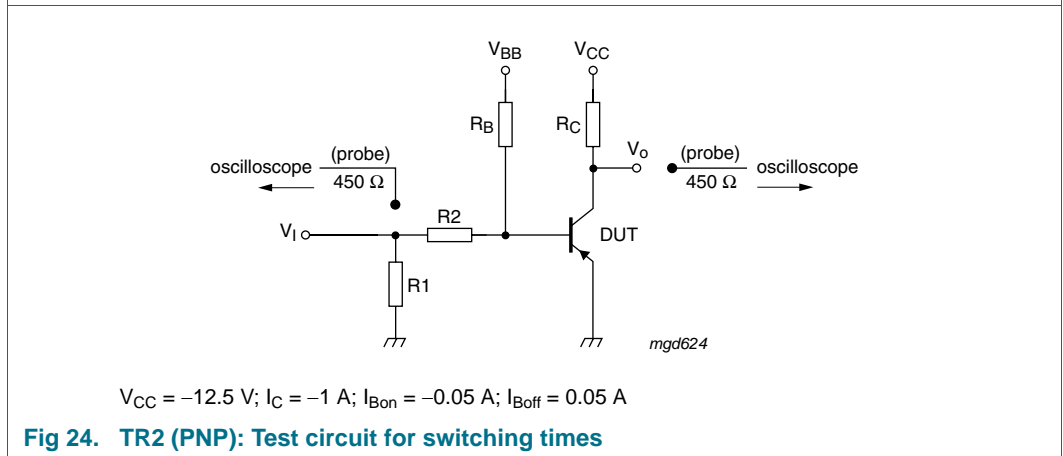 V_BB V_CC
R_B R_C
V_o
(probe) (probe)
oscilloscope oscilloscope
450 Ω 450 Ω
R2
V_I DUT
R1
mgd624
V_CC = −12.5 V; I_C = −1 A; I_Bon = −0.05 A; I_Boff = 0.05 A
Fig 24. TR2 (PNP): Test circuit for switching times